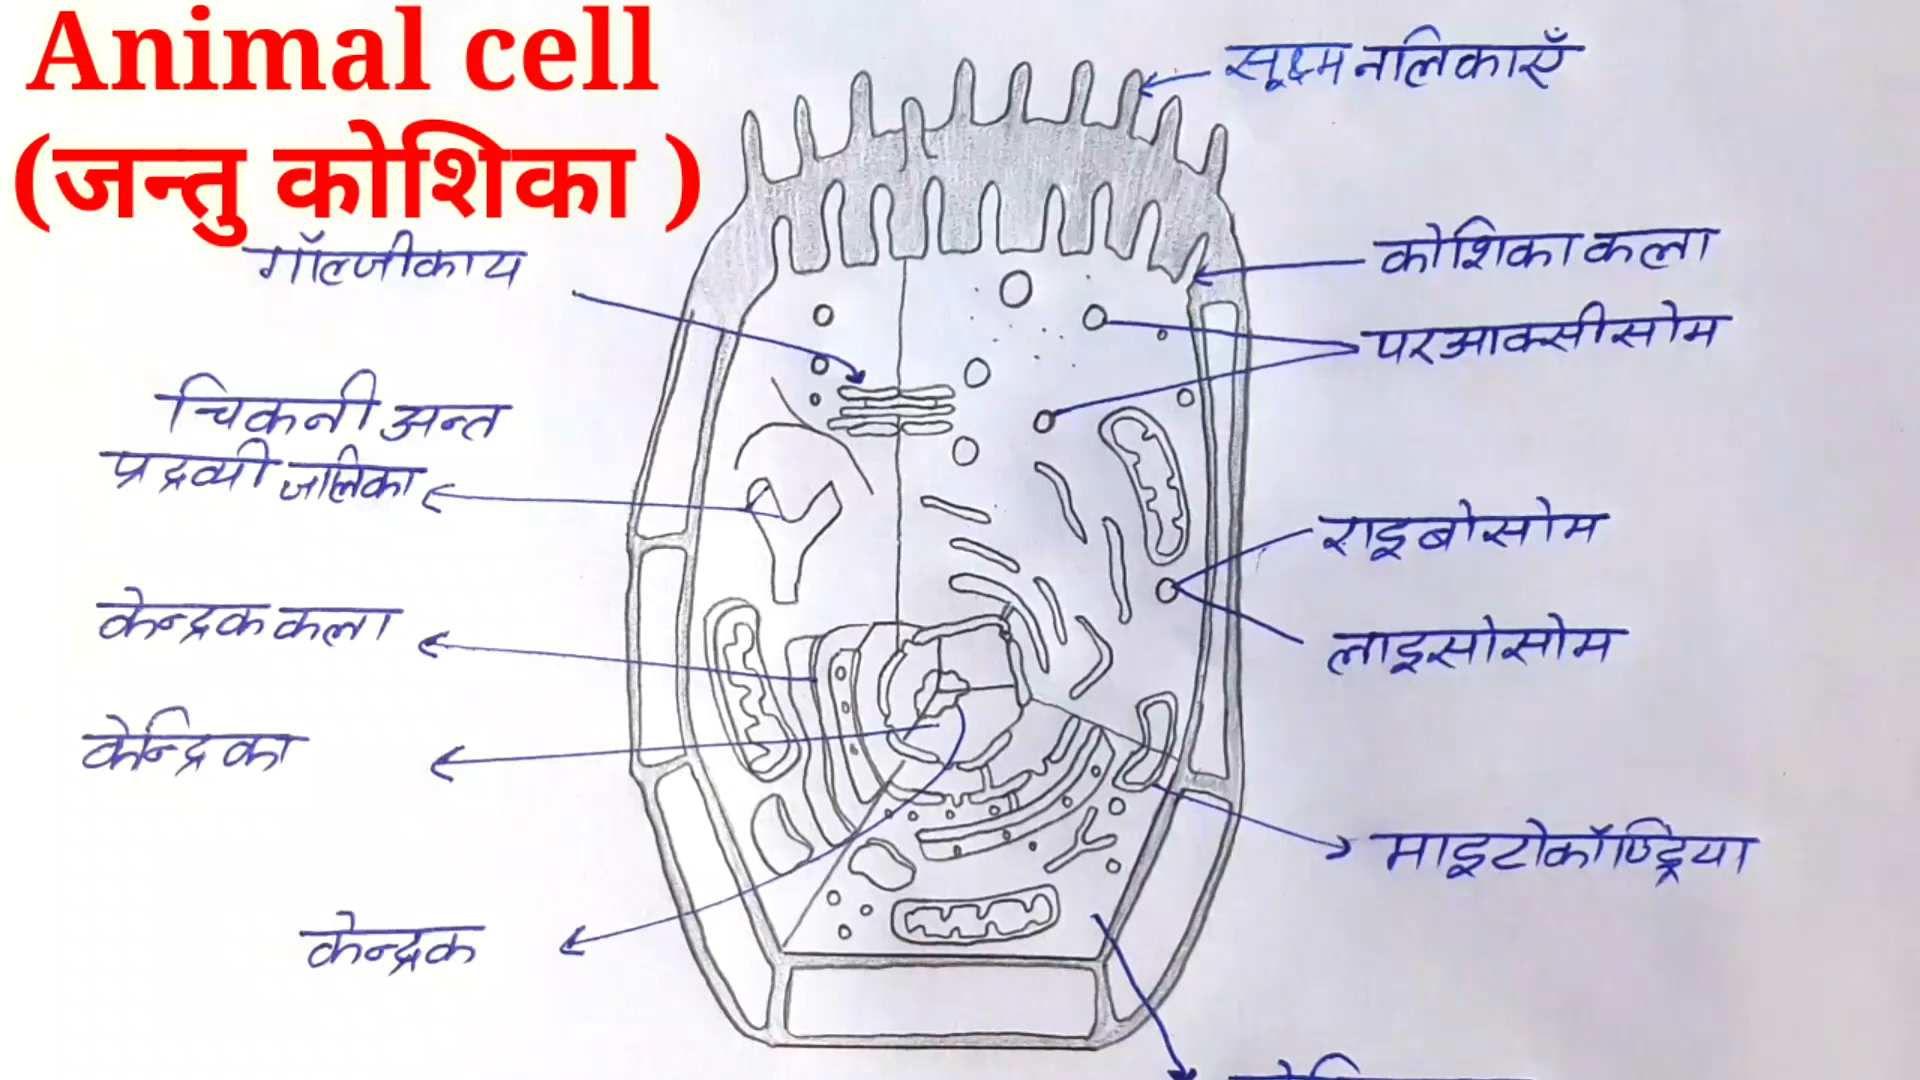 Animal cell
(जन्तु कोशिका )
सूक्ष्म नलिकाएँ
गॉल्जीकाय
कोशिका कला
परआक्सीसोम
चिकनी अन्त
प्रद्रव्यी जालिका
राइबोसोम
लाइसोसोम
केन्द्रक कला
केन्द्रिका
माइटोकॉण्ड्रिया
केन्द्रक